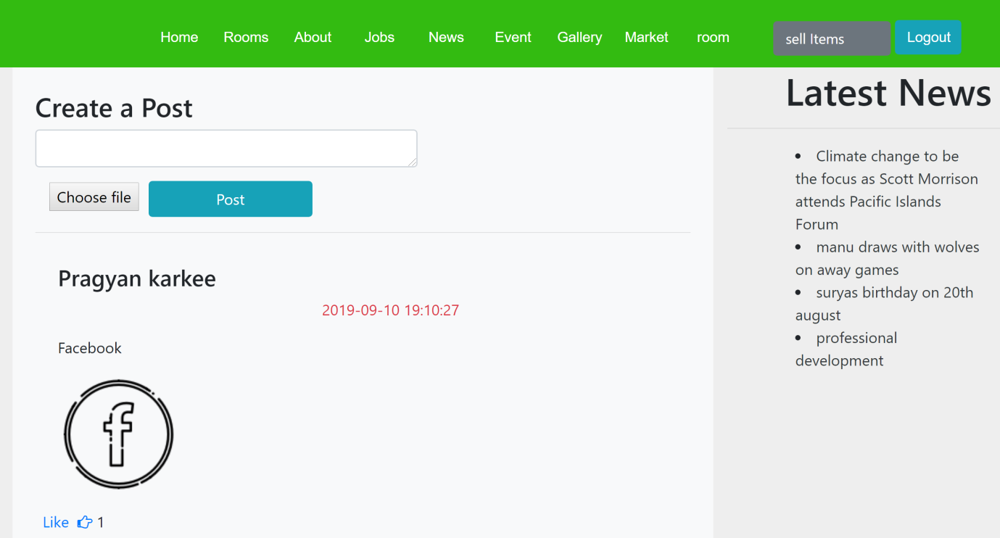 Home Rooms About Jobs News Event Gallery Market room sell Items Logout
Create a Post
Choose file Post
Pragyan karkee
2019-09-10 19:10:27
Facebook
f
Like 1
Latest News
Climate change to be
the focus as Scott Morrison
attends Pacific Islands
Forum
manu draws with wolves
on away games
suryas birthday on 20th
august
professional
development